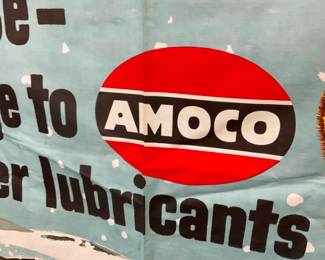 e-
e to
AMOCO
er lubricants